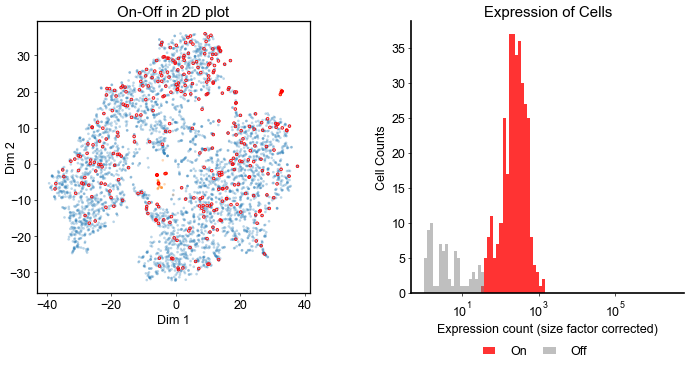 On-Off in 2D plot
Dim 2
30
20
10
0
−10
−20
−30
−40 −20 0 20 40
Dim 1
Expression of Cells
Cell Counts
35
30
25
20
15
10
5
0
10^1 10^3 10^5
Expression count (size factor corrected)
On Off